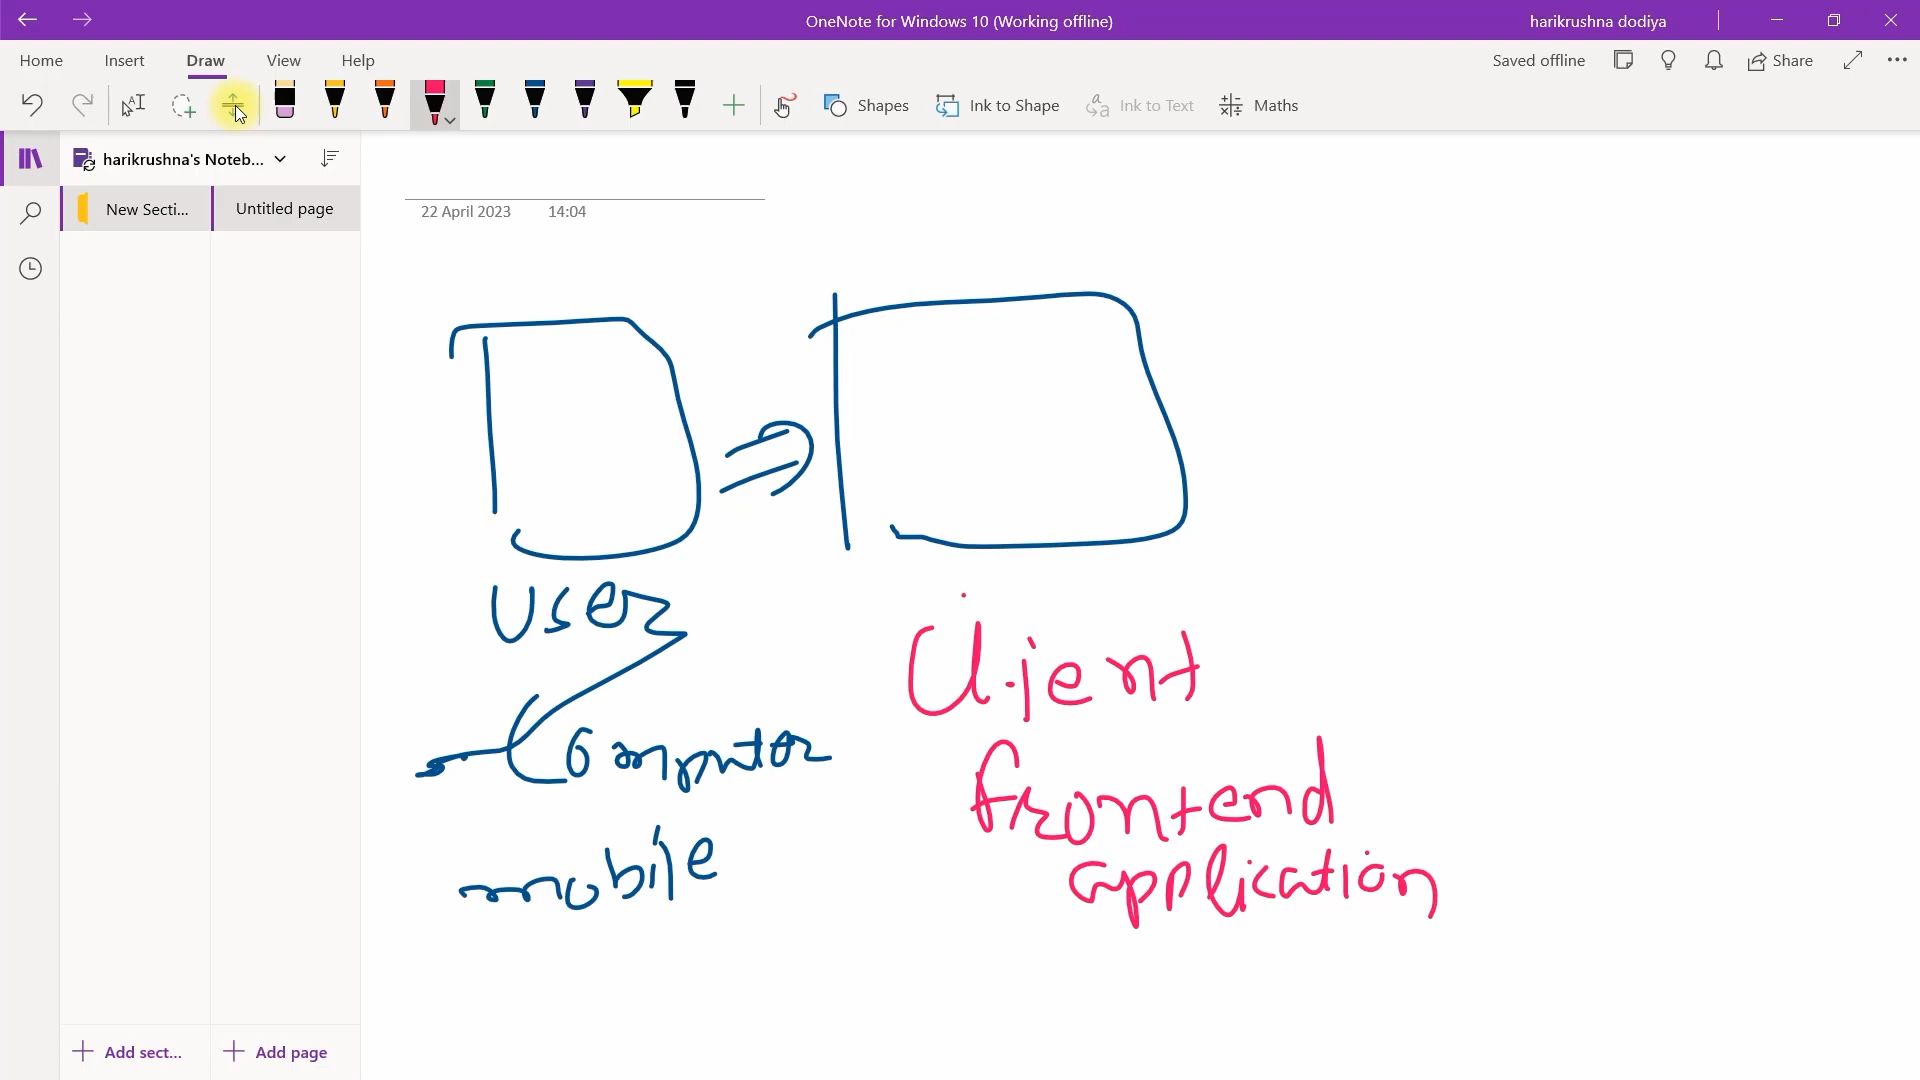 OneNote for Windows 10 (Working offline)
harikrushna dodiya
Home Insert Draw View Help
Saved offline
Share
Shapes
Ink to Shape
Ink to Text
Maths
harikrushna's Noteb...
New Secti...
Untitled page
22 April 2023 14:04
User
Computor
mobile
Client
frontend
application
Add sect...
Add page